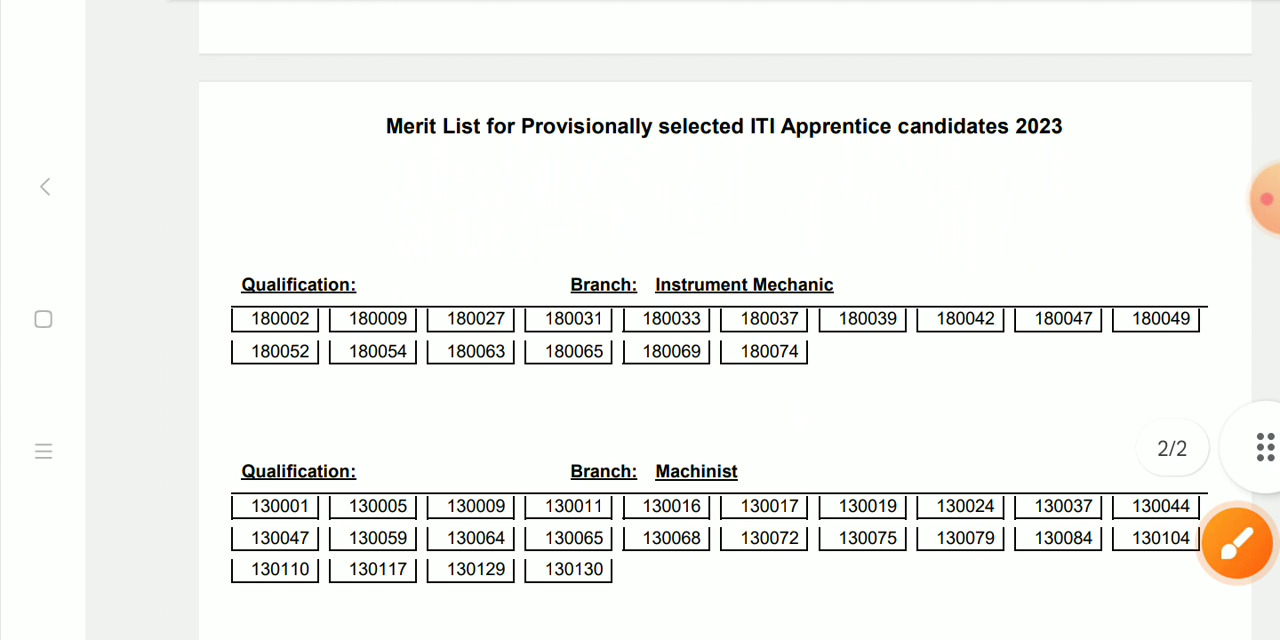 Merit List for Provisionally selected ITI Apprentice candidates 2023
Qualification: Branch: Instrument Mechanic
180002 180009 180027 180031 180033 180037 180039 180042 180047 180049
180052 180054 180063 180065 180069 180074
2/2
Qualification: Branch: Machinist
130001 130005 130009 130011 130016 130017 130019 130024 130037 130044
130047 130059 130064 130065 130068 130072 130075 130079 130084 130104
130110 130117 130129 130130